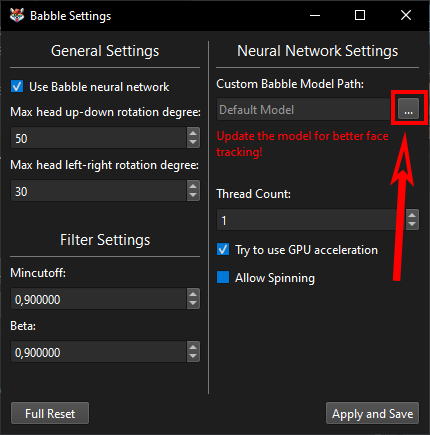 Babble Settings
General Settings
Use Babble neural network
Max head up-down rotation degree:
50
Max head left-right rotation degree:
30
Filter Settings
Mincutoff:
0,900000
Beta:
0,900000
Full Reset
Neural Network Settings
Custom Babble Model Path:
Default Model
...
Update the model for better face
tracking!
Thread Count:
1
Try to use GPU acceleration
Allow Spinning
Apply and Save